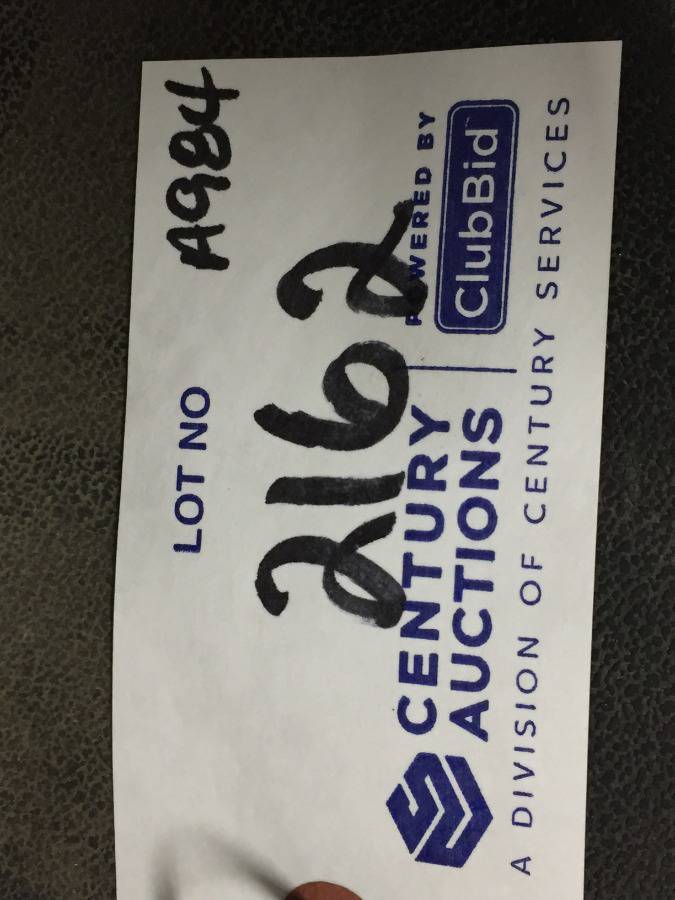 LOT NO A984
2162
CENTURY AUCTIONS
POWERED BY ClubBid
A DIVISION OF CENTURY SERVICES